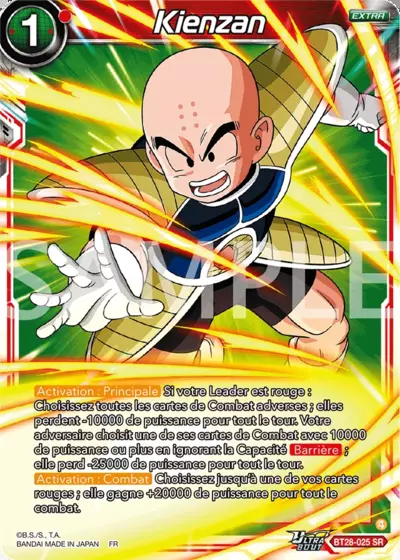 1
Kienzan
EXTRA
SAMPLE
Activation : Principale Si votre Leader est rouge :
Choisissez toutes les cartes de Combat adverses ; elles
perdent -10000 de puissance pour tout le tour. Votre
adversaire choisit une de ses cartes de Combat avec 10000
de puissance ou plus en ignorant la Capacité Barrière ;
elle perd -25000 de puissance pour tout le tour.
Activation : Combat Choisissez jusqu'à une de vos cartes
rouges ; elle gagne +20000 de puissance pour tout le
combat.
4
©B.S./S., T.A.
BANDAI MADE IN JAPAN FR
ULTRA
BOUT
BT28-025 SR